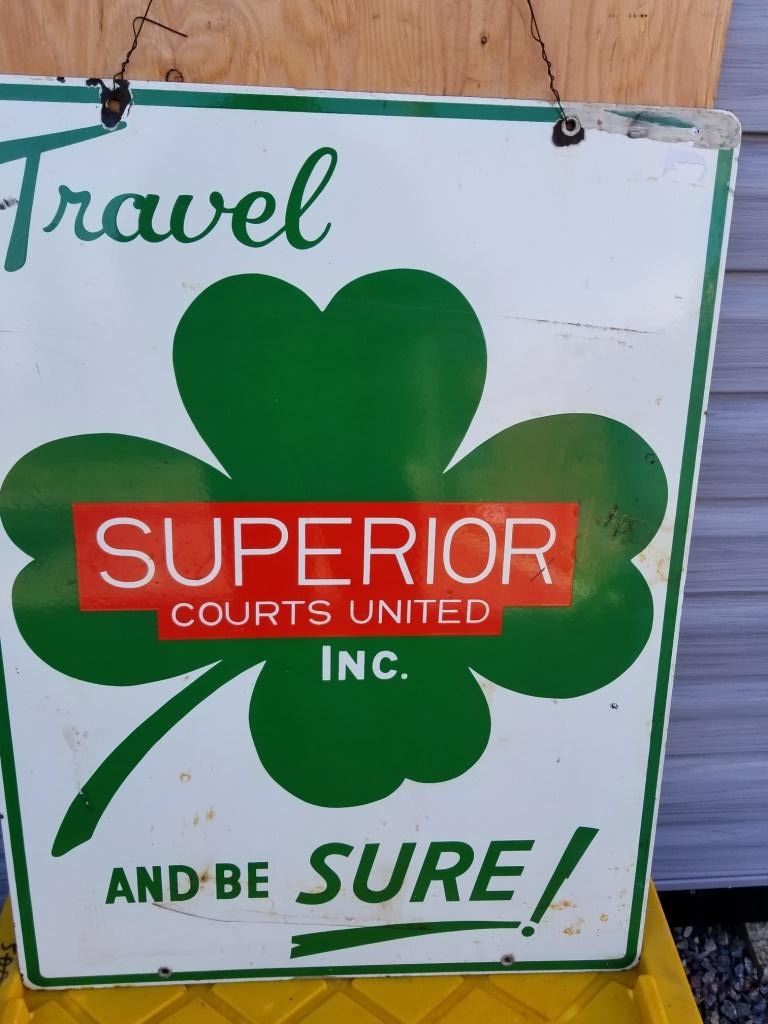 Travel
SUPERIOR
COURTS UNITED
INC.
AND BE SURE!